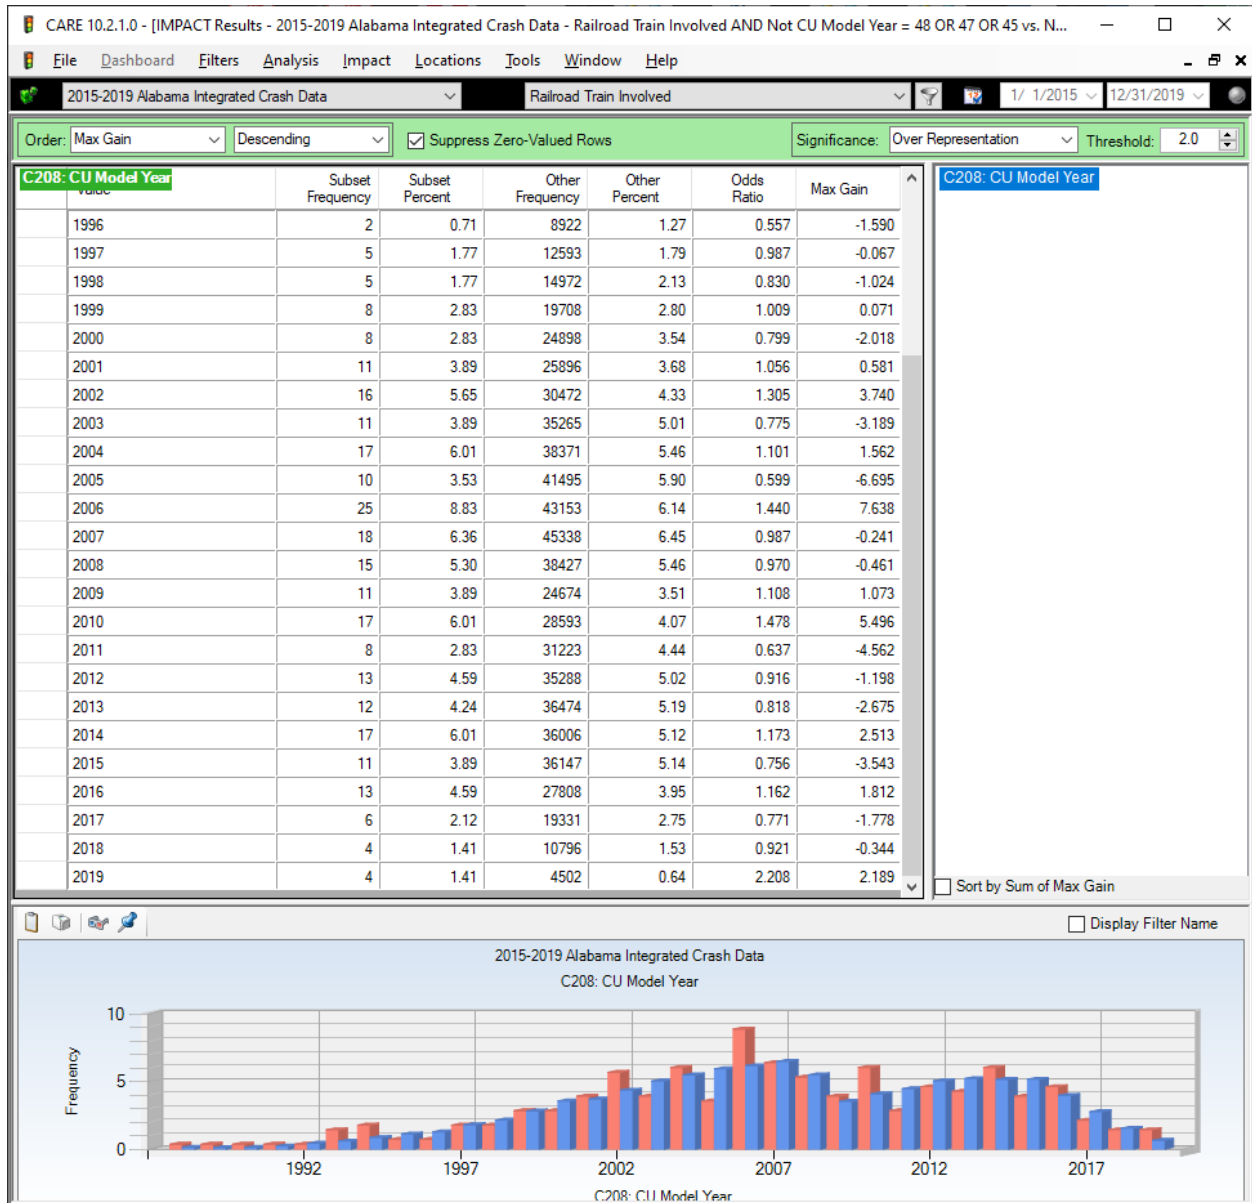 CARE 10.2.1.0 - [IMPACT Results - 2015-2019 Alabama Integrated Crash Data - Railroad Train Involved AND Not CU Model Year = 48 OR 47 OR 45 vs. N...
File Dashboard Filters Analysis Impact Locations Tools Window Help
2015-2019 Alabama Integrated Crash Data Railroad Train Involved 1/ 1/2015 12/31/2019
Order: Max Gain Descending Suppress Zero-Valued Rows Significance: Over Representation Threshold: 2.0
C208: CU Model Year Subset Frequency Subset Percent Other Frequency Other Percent Odds Ratio Max Gain C208: CU Model Year
1996 2 0.71 8922 1.27 0.557 -1.590
1997 5 1.77 12593 1.79 0.987 -0.067
1998 5 1.77 14972 2.13 0.830 -1.024
1999 8 2.83 19708 2.80 1.009 0.071
2000 8 2.83 24898 3.54 0.799 -2.018
2001 11 3.89 25896 3.68 1.056 0.581
2002 16 5.65 30472 4.33 1.305 3.740
2003 11 3.89 35265 5.01 0.775 -3.189
2004 17 6.01 38371 5.46 1.101 1.562
2005 10 3.53 41495 5.90 0.599 -6.695
2006 25 8.83 43153 6.14 1.440 7.638
2007 18 6.36 45338 6.45 0.987 -0.241
2008 15 5.30 38427 5.46 0.970 -0.461
2009 11 3.89 24674 3.51 1.108 1.073
2010 17 6.01 28593 4.07 1.478 5.496
2011 8 2.83 31223 4.44 0.637 -4.562
2012 13 4.59 35288 5.02 0.916 -1.198
2013 12 4.24 36474 5.19 0.818 -2.675
2014 17 6.01 36006 5.12 1.173 2.513
2015 11 3.89 36147 5.14 0.756 -3.543
2016 13 4.59 27808 3.95 1.162 1.812
2017 6 2.12 19331 2.75 0.771 -1.778
2018 4 1.41 10796 1.53 0.921 -0.344
2019 4 1.41 4502 0.64 2.208 2.189
Sort by Sum of Max Gain
Display Filter Name
2015-2019 Alabama Integrated Crash Data
C208: CU Model Year
10
5
0
Frequency
1992 1997 2002 2007 2012 2017
C208: CU Model Year